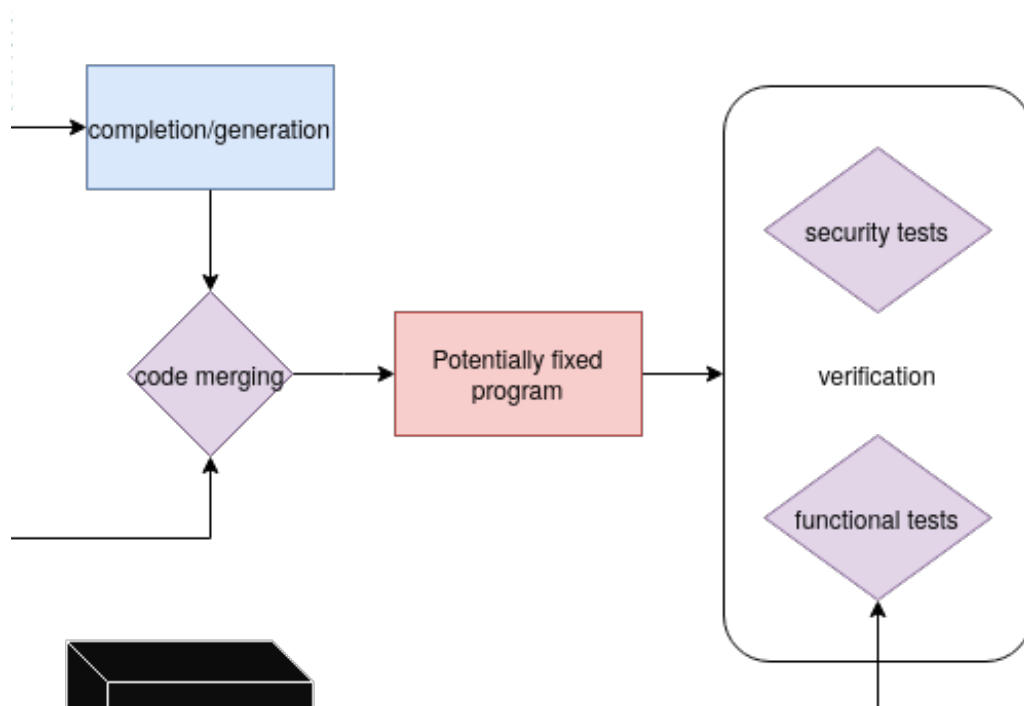 completion/generation
security tests
code merging
Potentially fixed
program
verification
functional tests